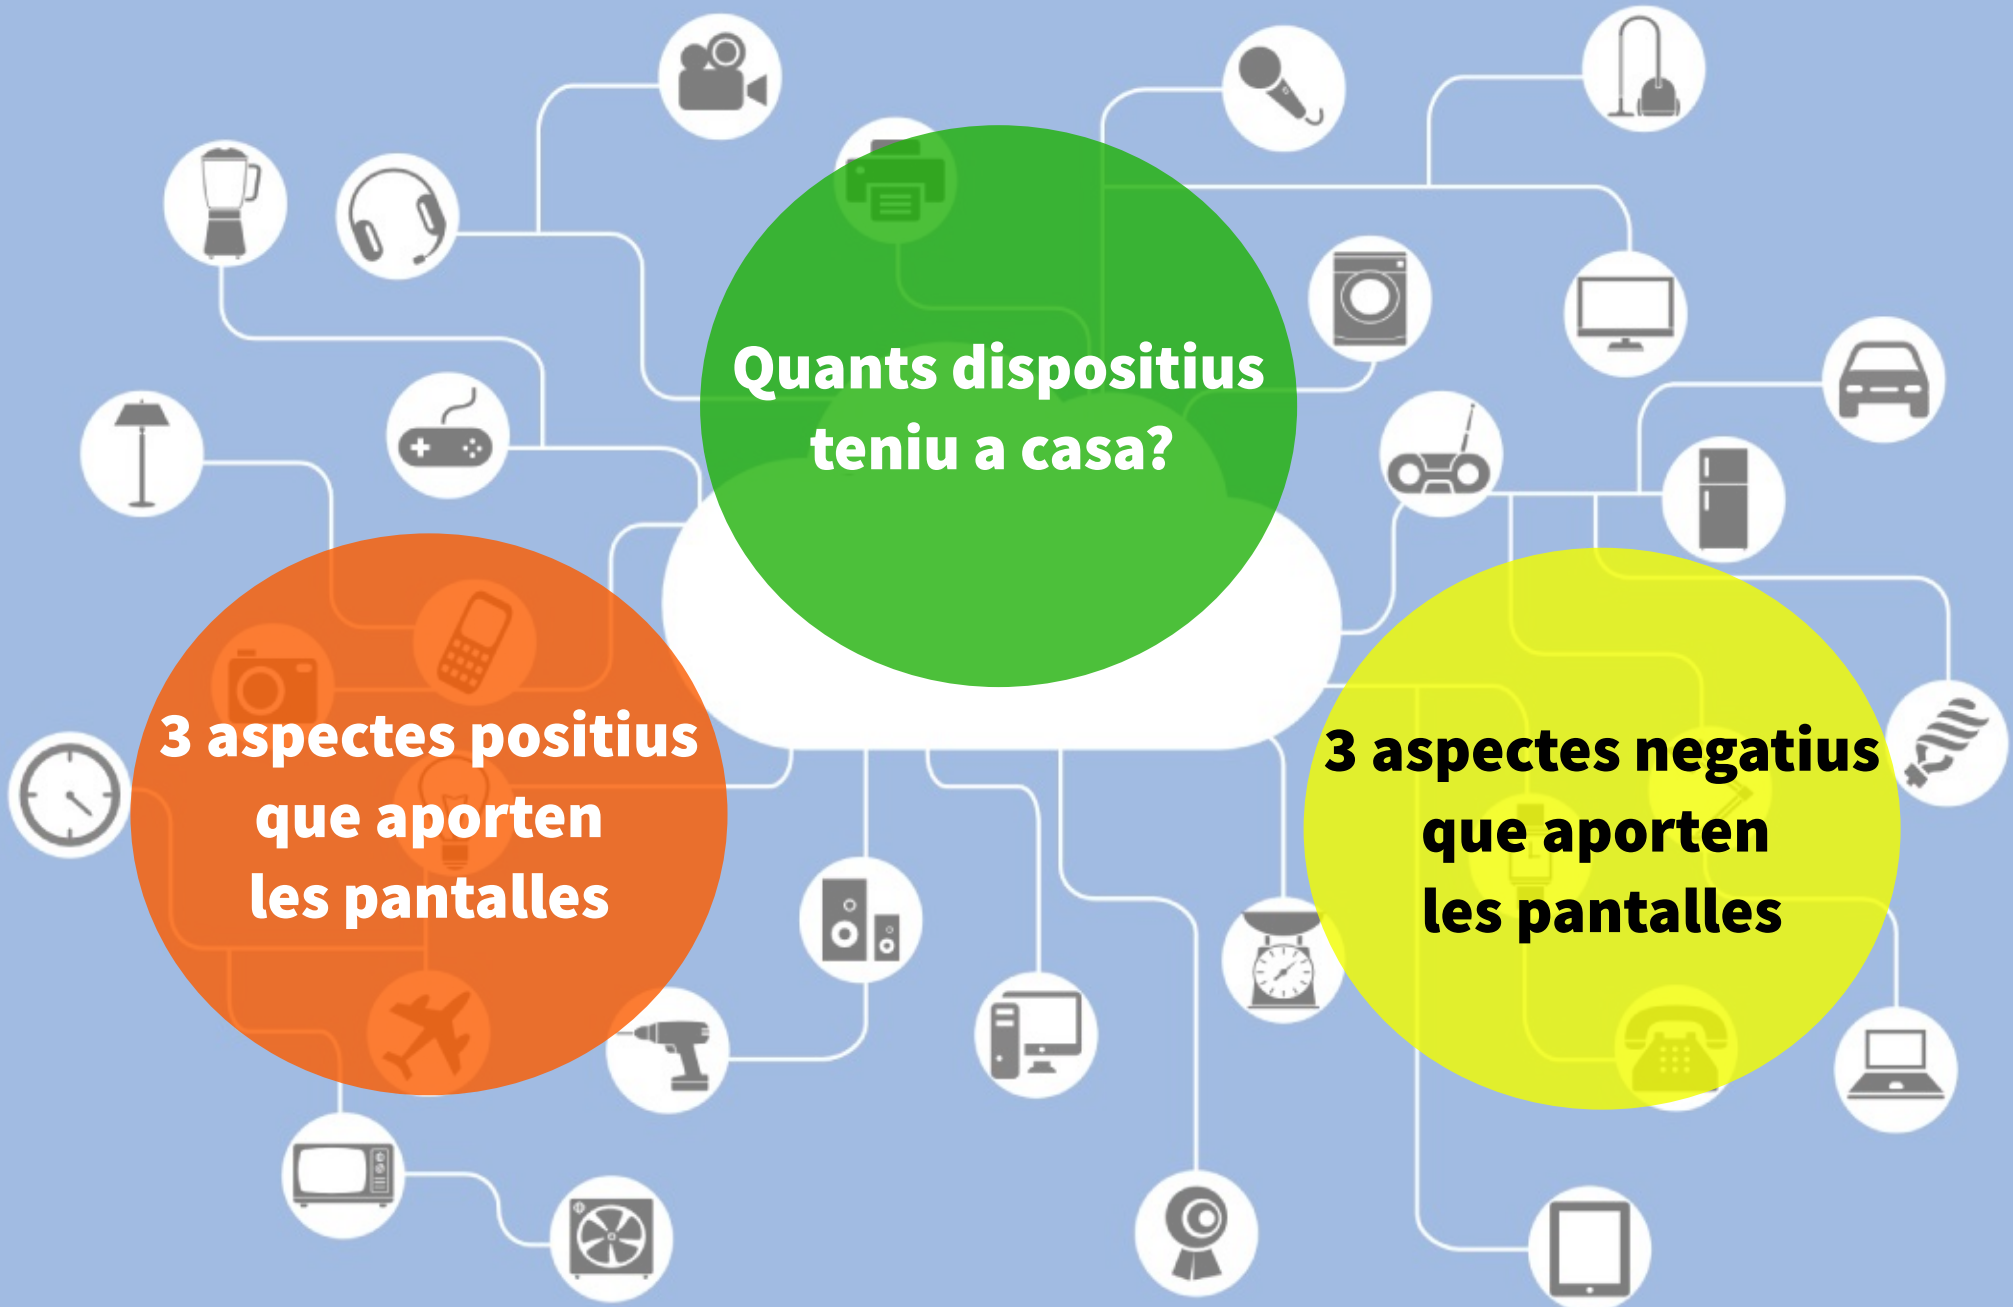 Quants dispositius
teniu a casa?
3 aspectes positius
que aporten
les pantalles
3 aspectes negatius
que aporten
les pantalles